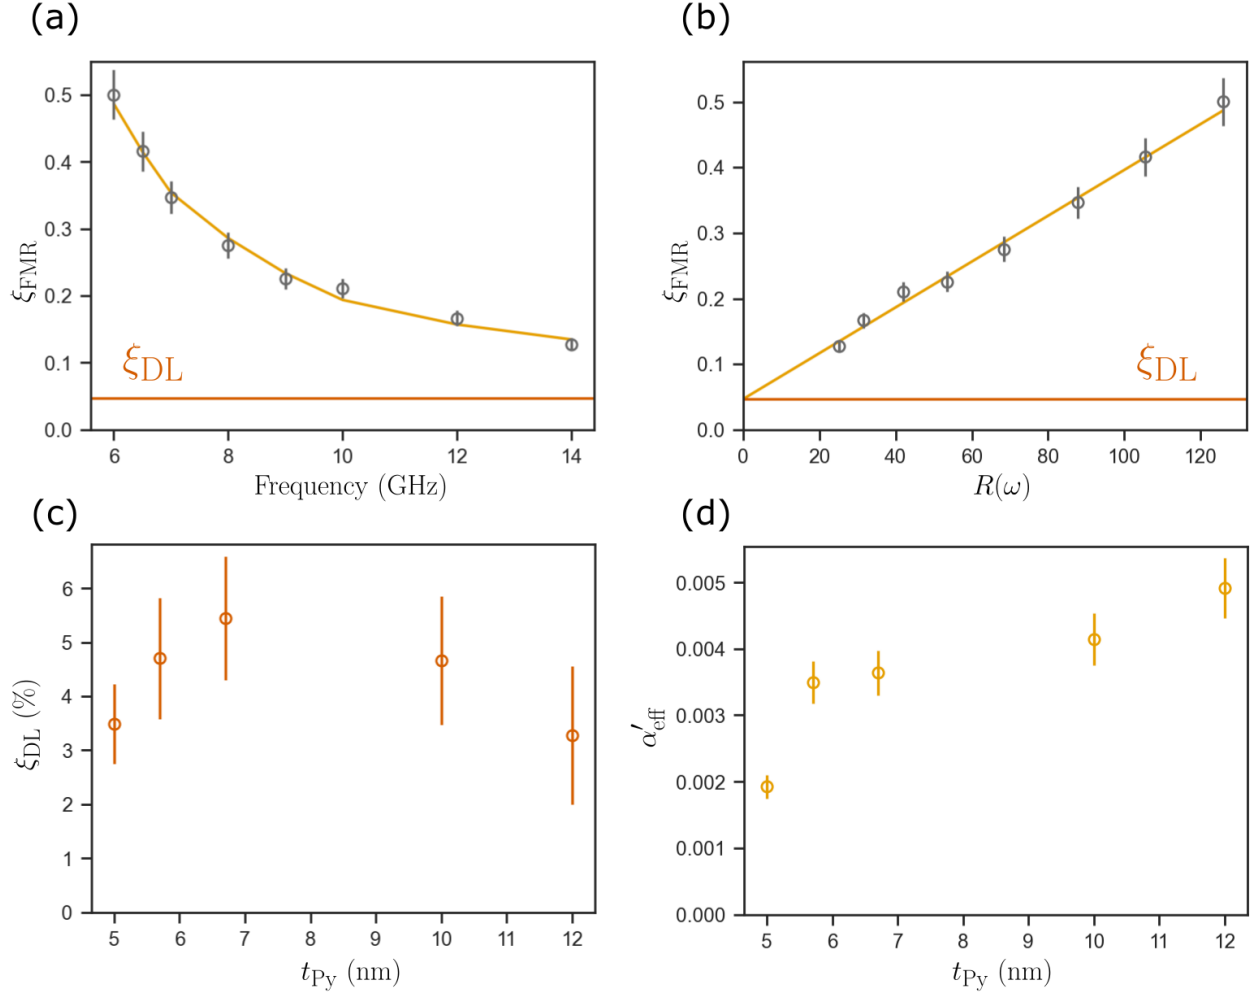 (a)
0.5
0.4
0.3
0.2
0.1
0.0
ξFMR
ξDL
6 8 10 12 14
Frequency (GHz)
(b)
0.5
0.4
0.3
0.2
0.1
0.0
ξFMR
ξDL
0 20 40 60 80 100 120
R(ω)
(c)
6
5
4
3
2
1
0
ξDL (%)
5 6 7 8 9 10 11 12
tPy (nm)
(d)
0.005
0.004
0.003
0.002
0.001
0.000
α′eff
5 6 7 8 9 10 11 12
tPy (nm)